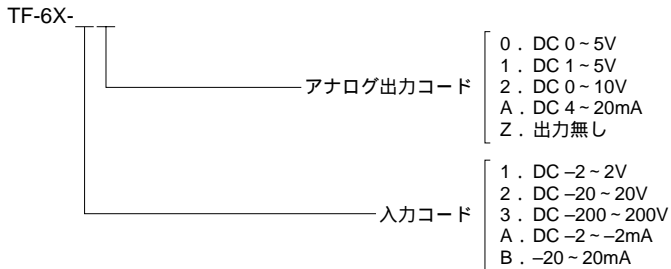 TF-6X-
アナログ出力コード
0．DC 0～5V
1．DC 1～5V
2．DC 0～10V
A．DC 4～20mA
Z．出力無し
入力コード
1．DC –2～2V
2．DC –20～20V
3．DC –200～200V
A．DC –2～–2mA
B．–20～20mA